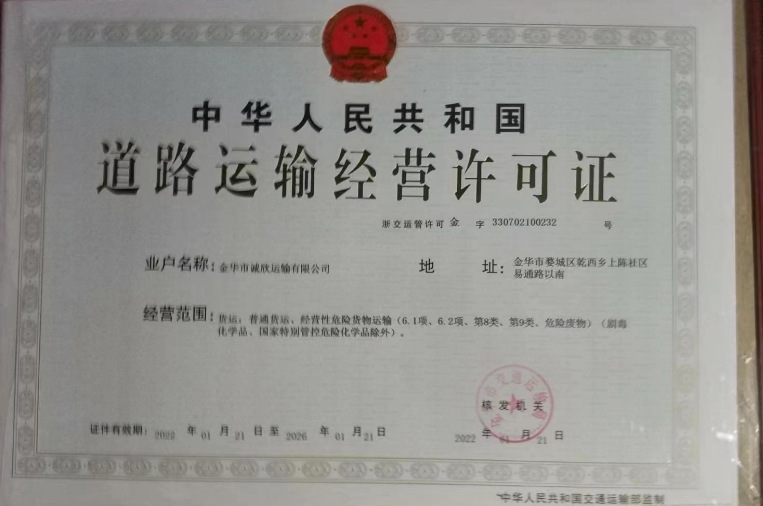 中华人民共和国
道路运输经营许可证
浙交运管许可 金 字 330702100232 号
业户名称: 金华市诚欣运输有限公司
地 址: 金华市婺城区乾西乡上陈社区
易通路以南
经营范围: 货运：普通货运、经营性危险货物运输（6.1项、6.2项、第8类、第9类、危险废物）（剧毒
化学品、国家特别管控危险化学品除外）。
核发机关
证件有效期: 2022 年 01 月 21 日 至 2026 年 01 月 21 日
2022 年 01 月 21 日
中华人民共和国交通运输部监制